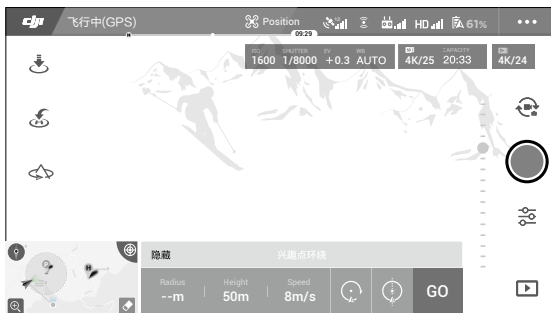 dji 飞行中(GPS) Position HD 61%
09:29
ISO SHUTTER EV WB CAPACITY
1600 1/8000 +0.3 AUTO 4K/25 20:33 4K/24
H
隐藏 兴趣点环绕
Radius Height Speed
--m 50m 8m/s GO